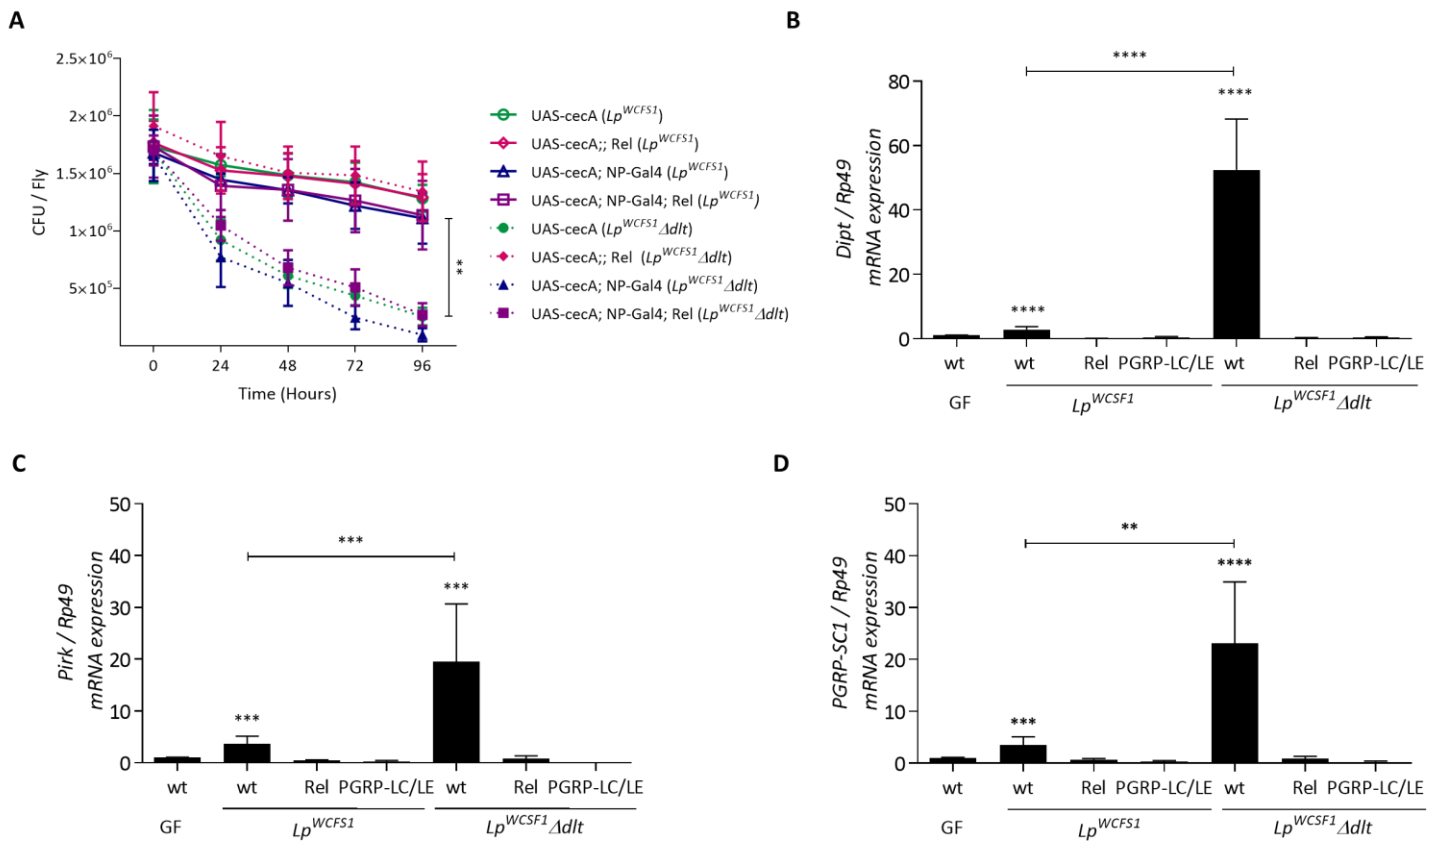 A
2.5×10⁶
2×10⁶
1.5×10⁶
1×10⁶
5×10⁵
CFU / Fly
0 24 48 72 96
Time (Hours)
**
UAS-cecA (Lp^WCFS1)
UAS-cecA;; Rel (Lp^WCFS1)
UAS-cecA; NP-Gal4 (Lp^WCFS1)
UAS-cecA; NP-Gal4; Rel (Lp^WCFS1)
UAS-cecA (Lp^WCFS1Δdlt)
UAS-cecA;; Rel (Lp^WCFS1Δdlt)
UAS-cecA; NP-Gal4 (Lp^WCFS1Δdlt)
UAS-cecA; NP-Gal4; Rel (Lp^WCFS1Δdlt)
B
Dipt / Rp49
mRNA expression
80
60
40
20
0
****
****
****
wt wt Rel PGRP-LC/LE wt Rel PGRP-LC/LE
GF Lp^WCSF1 Lp^WCSF1Δdlt
C
Pirk / Rp49
mRNA expression
50
40
30
20
10
0
***
***
***
wt wt Rel PGRP-LC/LE wt Rel PGRP-LC/LE
GF Lp^WCFS1 Lp^WCSF1Δdlt
D
PGRP-SC1 / Rp49
mRNA expression
50
40
30
20
10
0
**
****
***
wt wt Rel PGRP-LC/LE wt Rel PGRP-LC/LE
GF Lp^WCFS1 Lp^WCSF1Δdlt